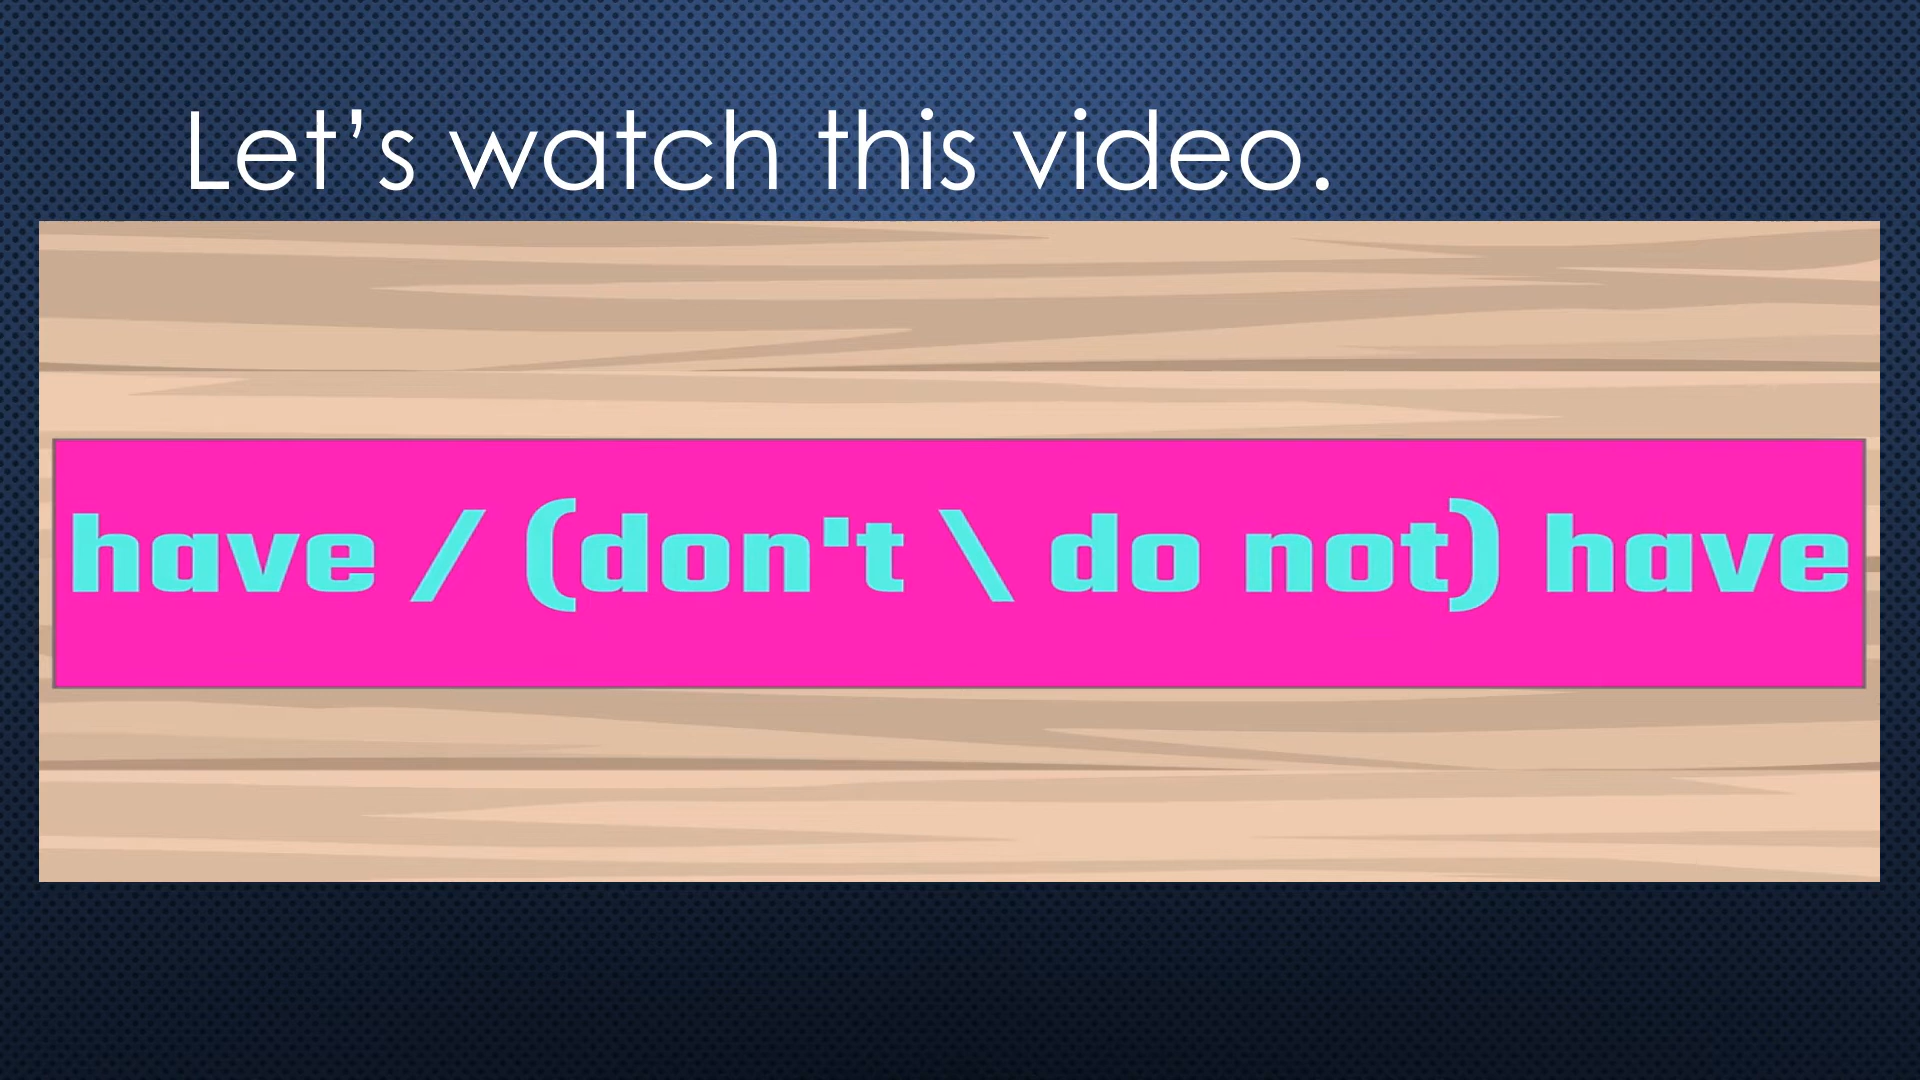 Let’s watch this video.
have / (don't \ do not) have